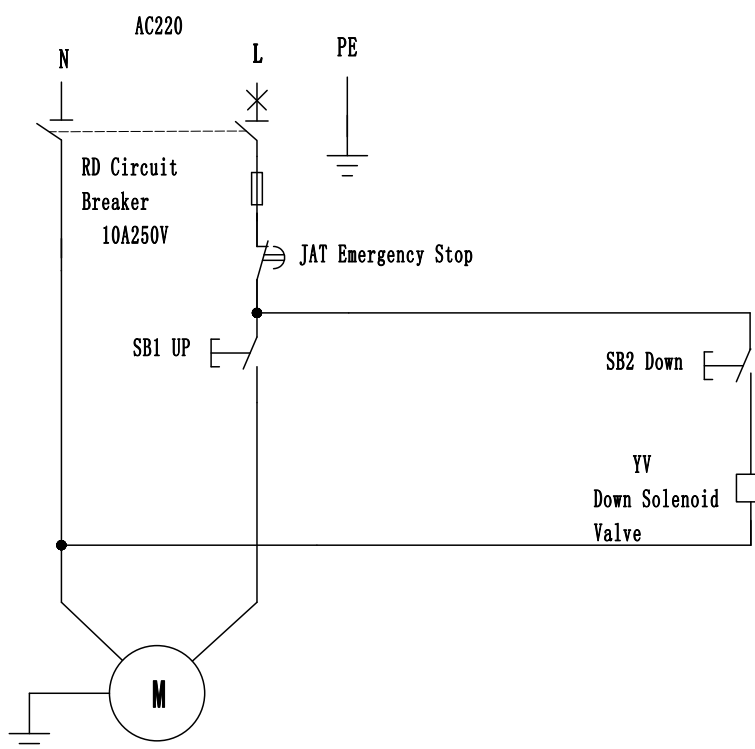 AC220
N
L
PE
RD Circuit
Breaker
10A250V
JAT Emergency Stop
SB1 UP
SB2 Down
YV
Down Solenoid
Valve
M